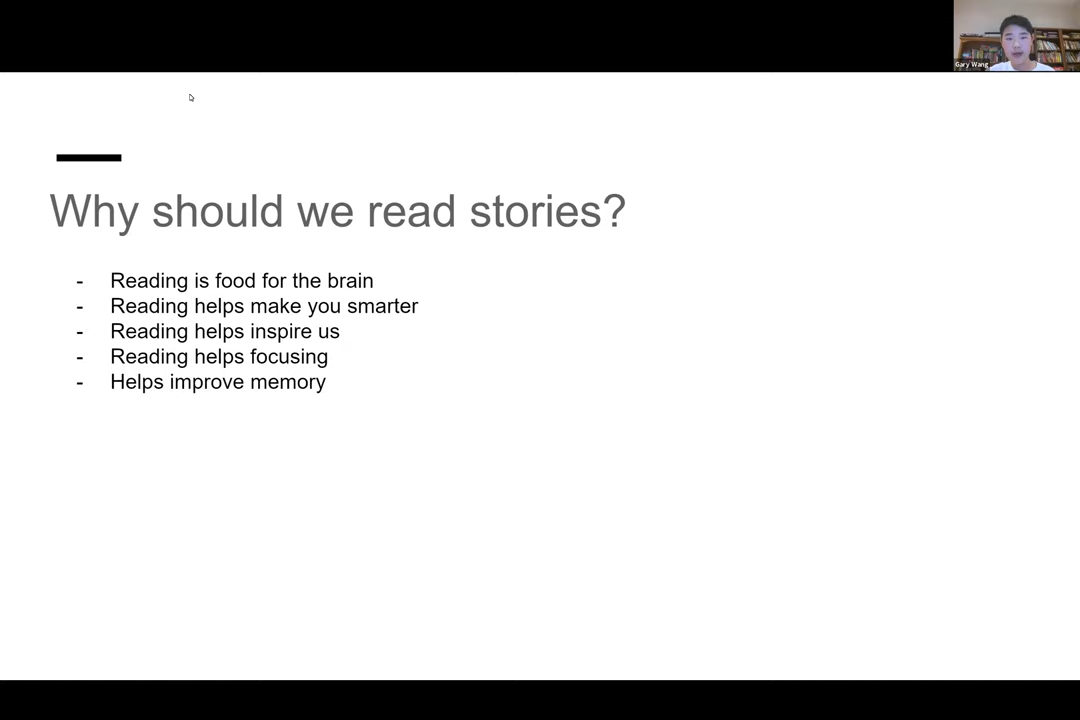 Gary Wang
Why should we read stories?
- Reading is food for the brain
- Reading helps make you smarter
- Reading helps inspire us
- Reading helps focusing
- Helps improve memory